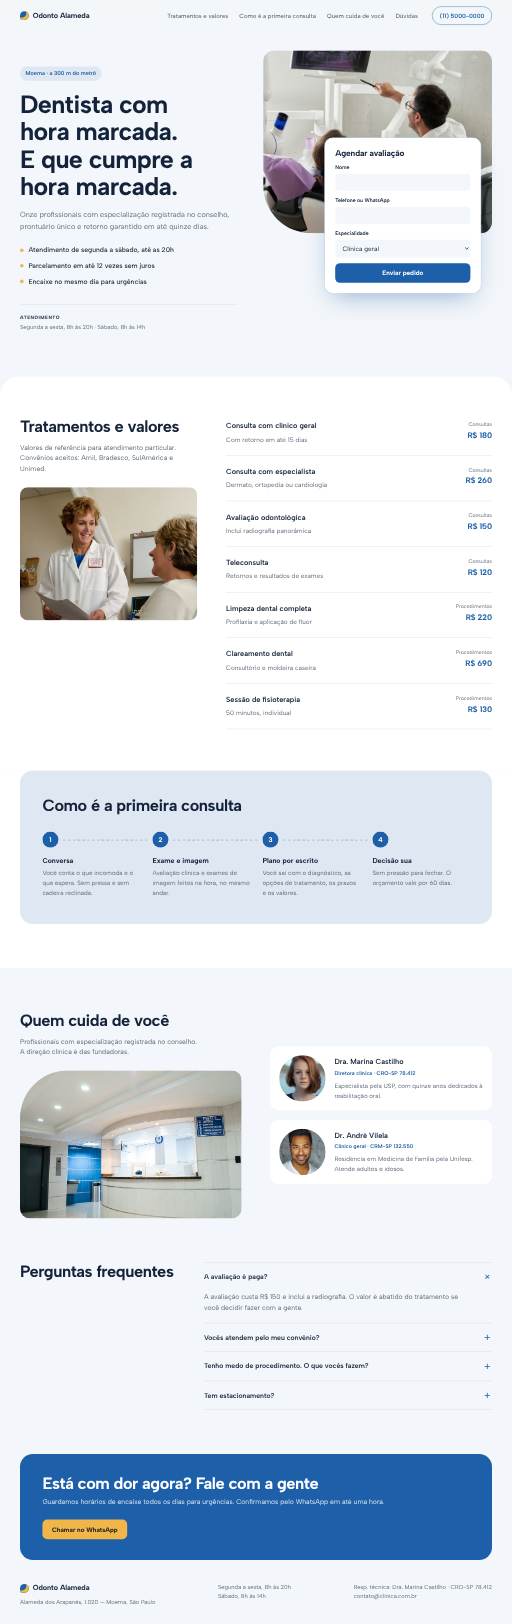 Odonto Alameda
Tratamentos e valores
Como é a primeira consulta
Quem cuida de você
Dúvidas
(11) 5000-0000
Moema · a 300 m do metrô
Dentista com
hora marcada.
E que cumpre a
hora marcada.
Onze profissionais com especialização registrada no conselho,
prontuário único e retorno garantido em até quinze dias.
Atendimento de segunda a sábado, até as 20h
Parcelamento em até 12 vezes sem juros
Encaixe no mesmo dia para urgências
ATENDIMENTO
Segunda a sexta, 8h às 20h · Sábado, 8h às 14h
Agendar avaliação
Nome
Telefone ou WhatsApp
Especialidade
Clínica geral
Enviar pedido
Tratamentos e valores
Valores de referência para atendimento particular.
Convênios aceitos: Amil, Bradesco, SulAmérica e
Unimed.
Consulta com clínico geral
Com retorno em até 15 dias
Consultas
R$ 180
Consulta com especialista
Dermato, ortopedia ou cardiologia
Consultas
R$ 260
Avaliação odontológica
Inclui radiografia panorâmica
Consultas
R$ 150
Teleconsulta
Retornos e resultados de exames
Consultas
R$ 120
Limpeza dental completa
Profilaxia e aplicação de flúor
Procedimentos
R$ 220
Clareamento dental
Consultório e moldeira caseira
Procedimentos
R$ 690
Sessão de fisioterapia
50 minutos, individual
Procedimentos
R$ 130
Como é a primeira consulta
1
Conversa
Você conta o que incomoda e o
que espera. Sem pressa e sem
cadeira reclinada.
2
Exame e imagem
Avaliação clínica e exames de
imagem feitos na hora, no mesmo
andar.
3
Plano por escrito
Você sai com o diagnóstico, as
opções de tratamento, os prazos
e os valores.
4
Decisão sua
Sem pressão para fechar. O
orçamento vale por 60 dias.
Quem cuida de você
Profissionais com especialização registrada no conselho.
A direção clínica é das fundadoras.
Dra. Marina Castilho
Diretora clínica · CRO-SP 78.412
Especialista pela USP, com quinze anos dedicados à
reabilitação oral.
Dr. André Vilela
Clínico geral · CRM-SP 132.550
Residência em Medicina de Família pela Unifesp.
Atende adultos e idosos.
Perguntas frequentes
A avaliação é paga?
A avaliação custa R$ 150 e inclui a radiografia. O valor é abatido do tratamento se
você decidir fazer com a gente.
Vocês atendem pelo meu convênio?
Tenho medo de procedimento. O que vocês fazem?
Tem estacionamento?
Está com dor agora? Fale com a gente
Guardamos horários de encaixe todos os dias para urgências. Confirmamos pelo WhatsApp em até uma hora.
Chamar no WhatsApp
Odonto Alameda
Alameda dos Arapanés, 1.020 — Moema, São Paulo
Segunda a sexta, 8h às 20h
Sábado, 8h às 14h
Resp. técnica: Dra. Marina Castilho · CRO-SP 78.412
contato@clinica.com.br